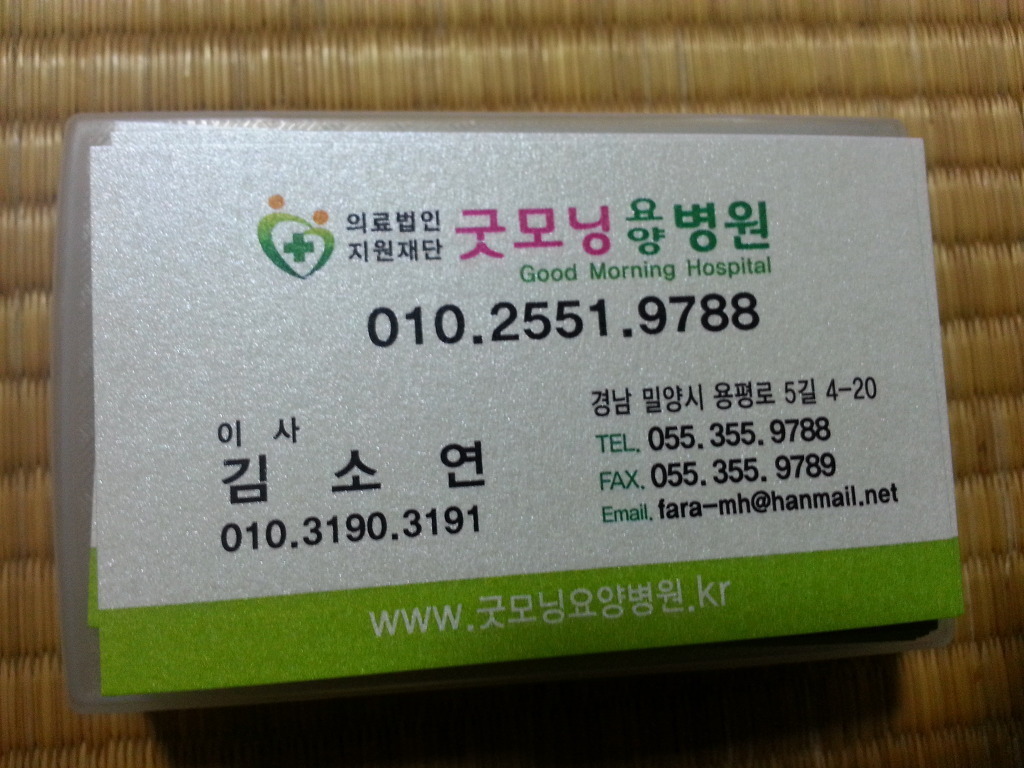 의료법인
지원재단
굿모닝요양병원
Good Morning Hospital
010.2551.9788
이 사
김 소 연
010.3190.3191
경남 밀양시 용평로 5길 4-20
TEL. 055. 355. 9788
FAX. 055. 355. 9789
Email. fara-mh@hanmail.net
www.굿모닝요양병원.kr